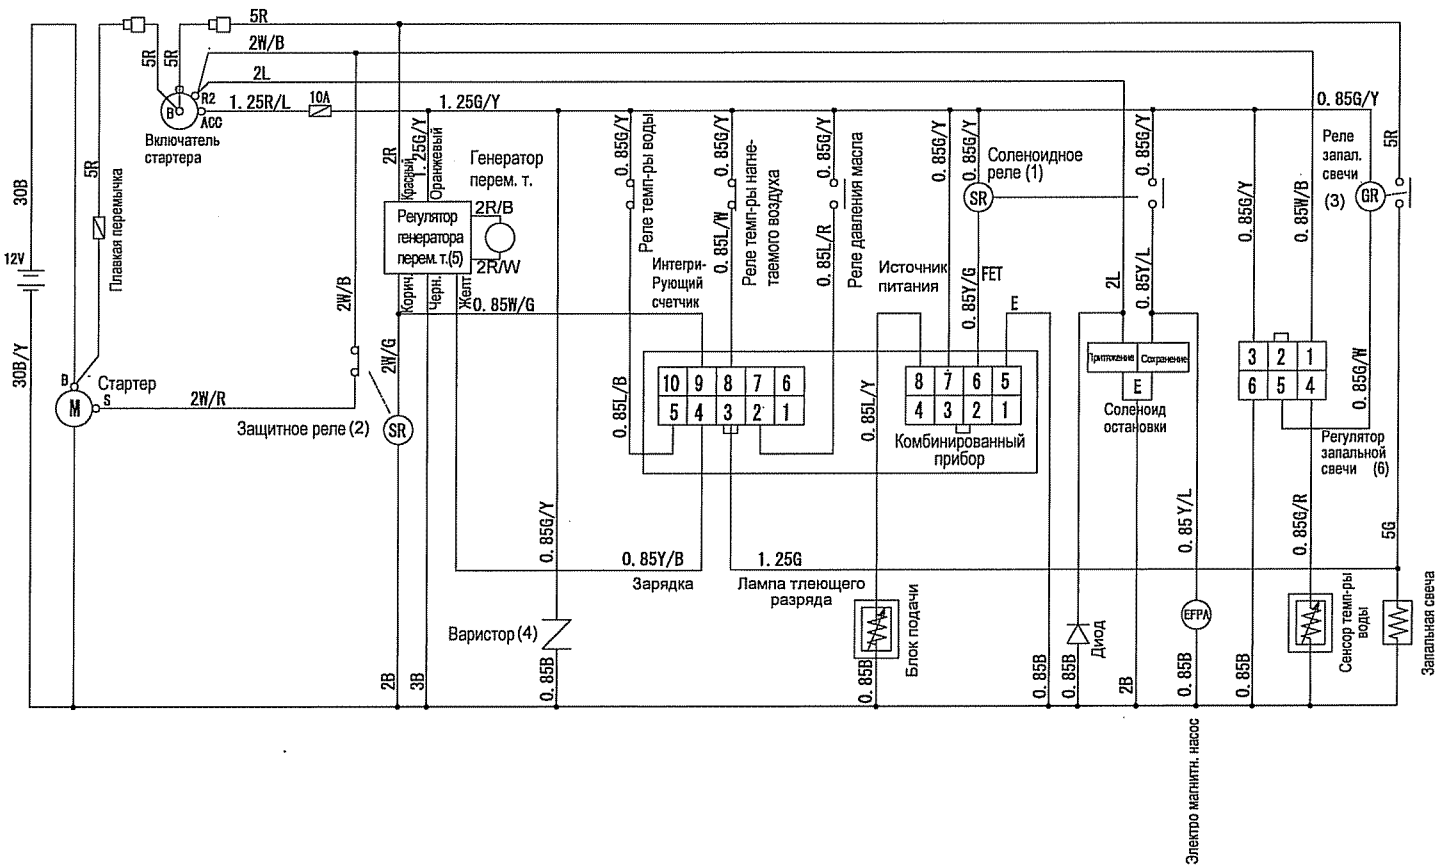 5R
2W/B
2L
5R
5R
R2
B
ACC
1. 25R/L
10A
1. 25G/Y
0. 85G/Y
Включатель
стартера
30B
12V
30B/Y
5R
Плавкая перемычка
2R
1. 25G/Y
Красный
Оранжевый
Генератор
перем. т.
2R/B
2R/W
Регулятор
генератора
перем. т.(5)
Корич.
Черн.
Желт
0. 85W/G
2W/B
2W/G
B
Стартер
M
S
2W/R
Защитное реле (2)
SR
0. 85G/Y
Реле темп-ры воды
0. 85G/Y
0. 85L/W
Реле темп-ры нагне-
таемого воздуха
0. 85G/Y
0. 85L/R
Реле давления масла
0. 85G/Y
0. 85G/Y
Соленоидное
реле (1)
SR
0. 85G/Y
0. 85Y/L
2L
Интегри-
Рующий
счетчик
Источник
питания
0. 85Y/G
FET
E
10 9 8 7 6
5 4 3 2 1
8 7 6 5
4 3 2 1
Комбинированный
прибор
0. 85L/B
0. 85L/Y
Притяжение
Сохранение
E
Соленоид
остановки
0. 85G/Y
0. 85W/B
Реле
запал.
свечи
(3)
GR
5R
3 2 1
6 5 4
0. 85G/W
Регулятор
запальной
свечи (6)
0. 85G/Y
0. 85Y/B
Зарядка
1. 25G
Лампа тлеющего
разряда
0. 85Y/L
0. 85G/R
5G
Варистор (4)
Блок подачи
Диод
EFPA
Сенсор темп-ры
воды
Запальная свеча
2B
3B
0. 85B
0. 85B
0. 85B
0. 85B
2B
0. 85B
0. 85B
Электро магнитн. насос